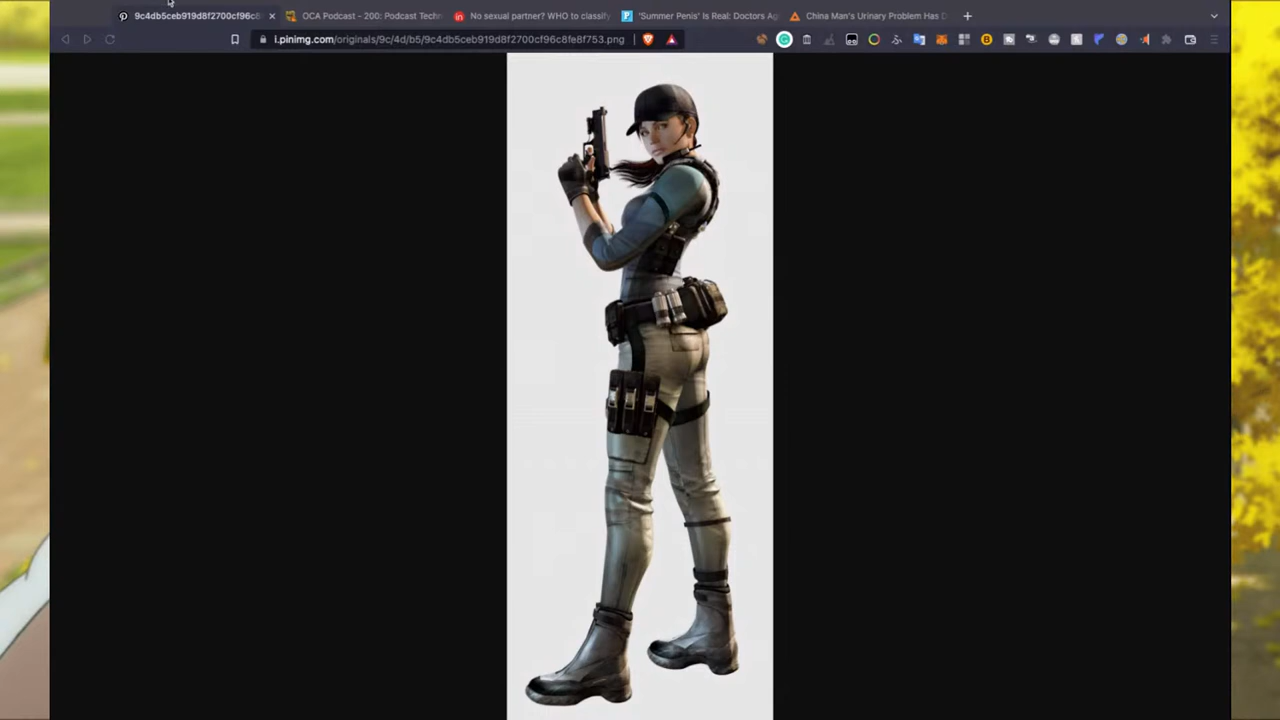 9c4db5ceb919d8f2700cf96c8
OCA Podcast - 200: Podcast Techn
No sexual partner? WHO to classify
'Summer Penis' Is Real: Doctors Ag
China Man's Urinary Problem Has D
i.pinimg.com/originals/9c/4d/b5/9c4db5ceb919d8f2700cf96c8fe8f753.png